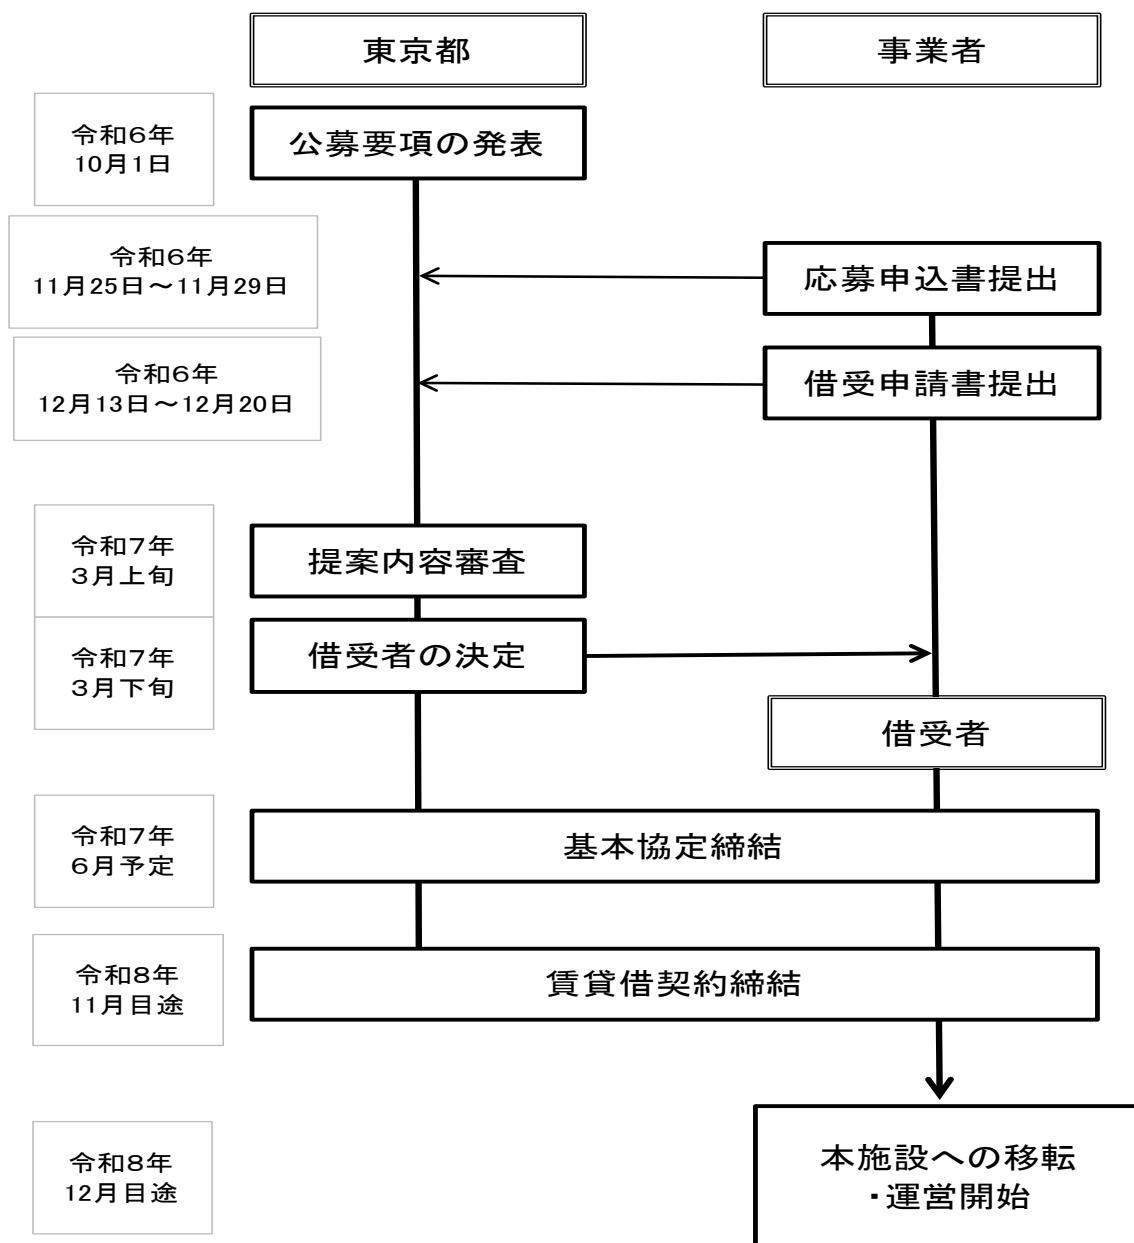 東京都
事業者
令和6年
10月1日
公募要項の発表
令和6年
11月25日～11月29日
応募申込書提出
令和6年
12月13日～12月20日
借受申請書提出
令和7年
3月上旬
提案内容審査
令和7年
3月下旬
借受者の決定
借受者
令和7年
6月予定
基本協定締結
令和8年
11月目途
賃貸借契約締結
令和8年
12月目途
本施設への移転
・運営開始